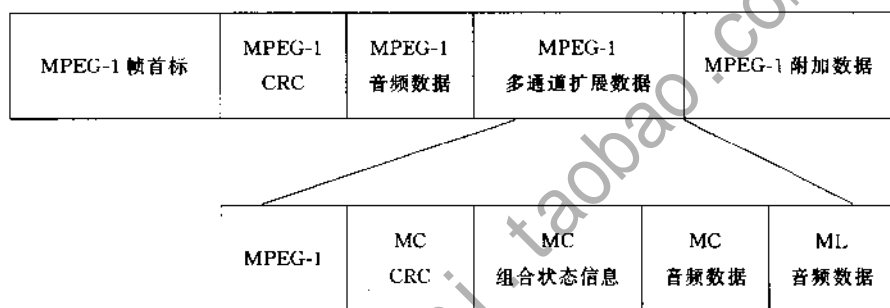 MPEG-1 帧首标
MPEG-1
CRC
MPEG-1
音频数据
MPEG-1
多通道扩展数据
MPEG-1 附加数据
MPEG-1
MC
CRC
MC
组合状态信息
MC
音频数据
ML
音频数据
i.taobao.com